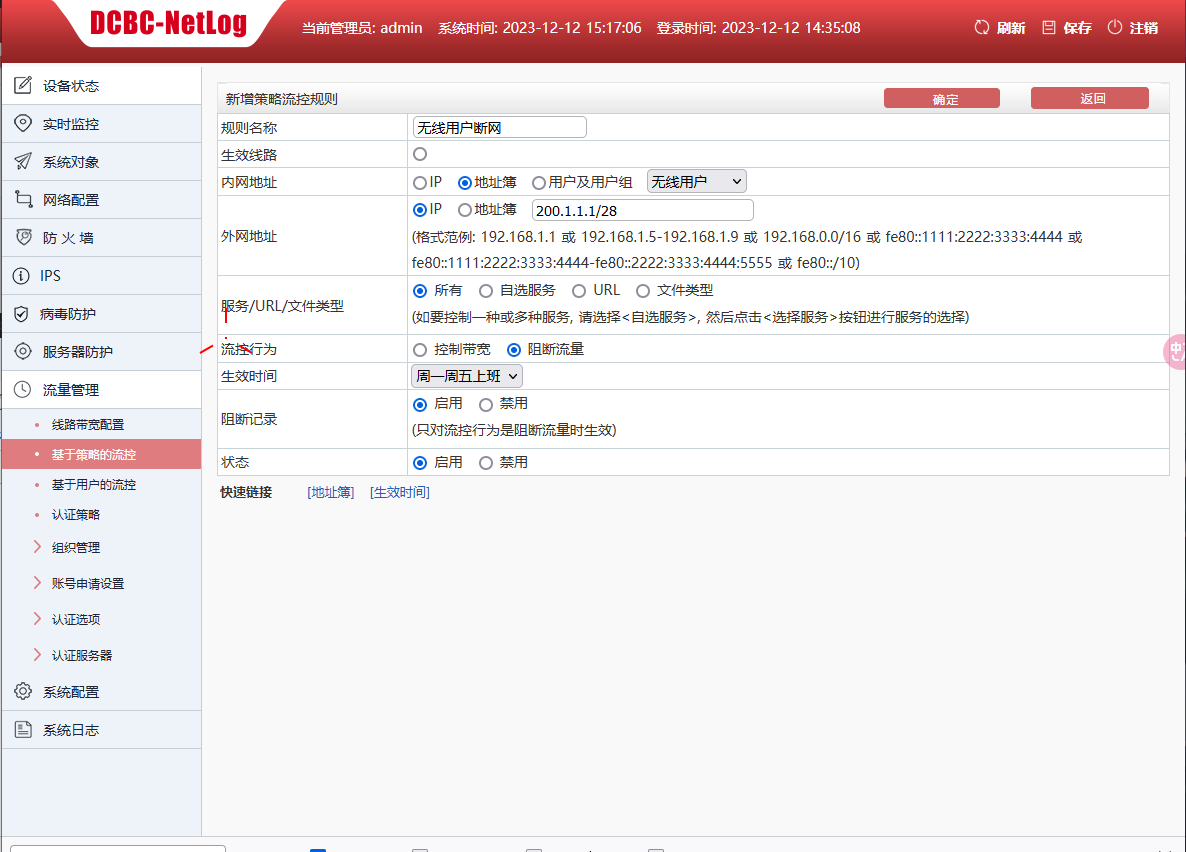 DCBC-NetLog
当前管理员: admin 系统时间: 2023-12-12 15:17:06 登录时间: 2023-12-12 14:35:08
刷新 保存 注销
设备状态
实时监控
系统对象
网络配置
防 火 墙
IPS
病毒防护
服务器防护
流量管理
线路带宽配置
基于策略的流控
基于用户的流控
认证策略
组织管理
账号申请设置
认证选项
认证服务器
系统配置
系统日志
新增策略流控规则 确定 返回
规则名称 无线用户断网
生效线路
内网地址 IP 地址簿 用户及用户组 无线用户
外网地址 IP 地址簿 200.1.1.1/28
(格式范例: 192.168.1.1 或 192.168.1.5-192.168.1.9 或 192.168.0.0/16 或 fe80::1111:2222:3333:4444 或
fe80::1111:2222:3333:4444-fe80::2222:3333:4444:5555 或 fe80::/10)
服务/URL/文件类型 所有 自选服务 URL 文件类型
(如要控制一种或多种服务, 请选择<自选服务>, 然后点击<选择服务>按钮进行服务的选择)
流控行为 控制带宽 阻断流量
生效时间 周一周五上班
阻断记录 启用 禁用
(只对流控行为是阻断流量时生效)
状态 启用 禁用
快速链接 [地址簿] [生效时间]
中